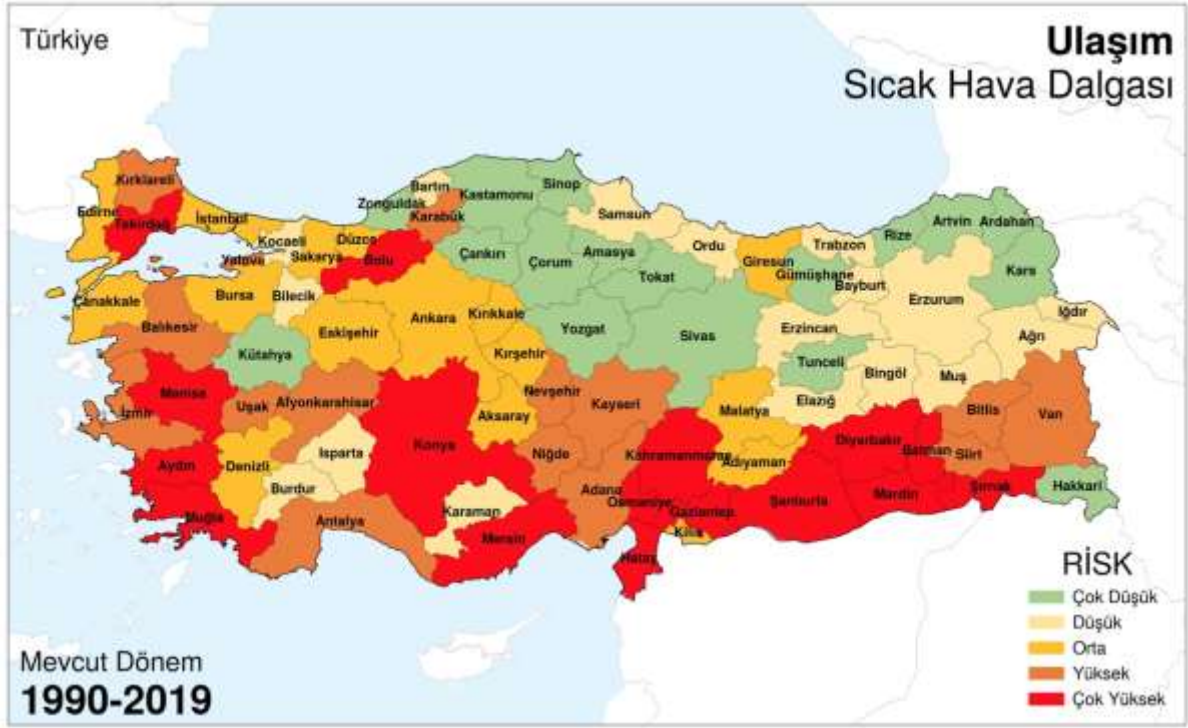 Türkiye
Ulaşım
Sıcak Hava Dalgası
Kırklareli
Edirne
Tekirdağ
İstanbul
Kocaeli
Yalova
Sakarya
Düzce
Bolu
Zonguldak
Bartın
Karabük
Kastamonu
Sinop
Çankırı
Çorum
Amasya
Samsun
Tokat
Ordu
Giresun
Gümüşhane
Trabzon
Bayburt
Rize
Artvin
Ardahan
Kars
Erzurum
Iğdır
Ağrı
Çanakkale
Balıkesir
Bursa
Bilecik
Kütahya
Eskişehir
Ankara
Kırıkkale
Kırşehir
Yozgat
Sivas
Erzincan
Tunceli
Bingöl
Muş
Elazığ
Malatya
Adıyaman
Manisa
İzmir
Uşak
Afyonkarahisar
Konya
Aksaray
Nevşehir
Kayseri
Niğde
Kahramanmaraş
Diyarbakır
Batman
Bitlis
Siirt
Van
Hakkari
Şırnak
Mardin
Şanlıurfa
Gaziantep
Kilis
Osmaniye
Adana
Hatay
Mersin
Karaman
Aydın
Denizli
Isparta
Burdur
Muğla
Antalya
RİSK
Çok Düşük
Düşük
Orta
Yüksek
Çok Yüksek
Mevcut Dönem
1990-2019